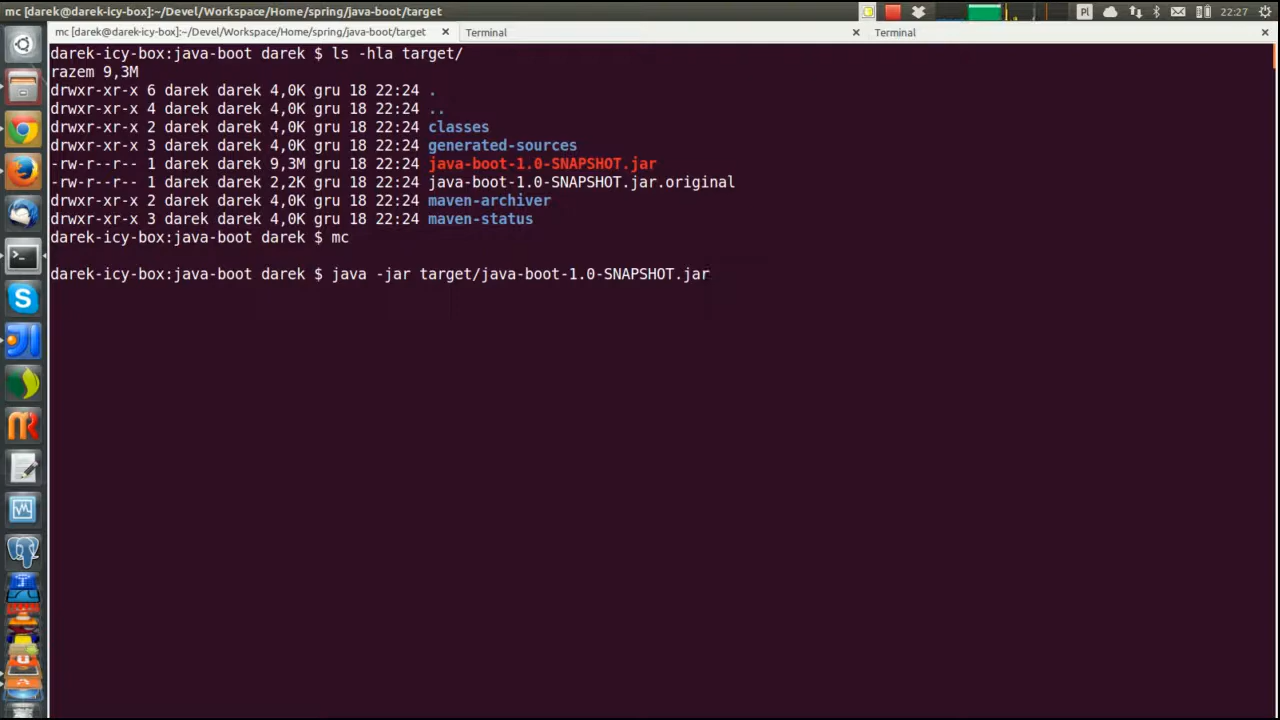 mc [darek@darek-icy-box]:~/Devel/Workspace/Home/spring/java-boot/target
Pl
22:27
mc [darek@darek-icy-box]:~/Devel/Workspace/Home/spring/java-boot/target
Terminal
Terminal
darek-icy-box:java-boot darek $ ls -hla target/
razem 9,3M
drwxr-xr-x 6 darek darek 4,0K gru 18 22:24 .
drwxr-xr-x 4 darek darek 4,0K gru 18 22:24 ..
drwxr-xr-x 2 darek darek 4,0K gru 18 22:24 classes
drwxr-xr-x 3 darek darek 4,0K gru 18 22:24 generated-sources
-rw-r--r-- 1 darek darek 9,3M gru 18 22:24 java-boot-1.0-SNAPSHOT.jar
-rw-r--r-- 1 darek darek 2,2K gru 18 22:24 java-boot-1.0-SNAPSHOT.jar.original
drwxr-xr-x 2 darek darek 4,0K gru 18 22:24 maven-archiver
drwxr-xr-x 3 darek darek 4,0K gru 18 22:24 maven-status
darek-icy-box:java-boot darek $ mc
darek-icy-box:java-boot darek $ java -jar target/java-boot-1.0-SNAPSHOT.jar